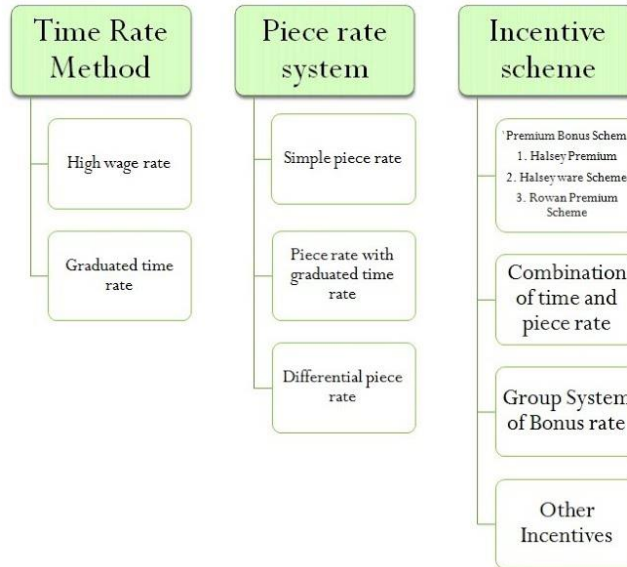 Time Rate
Method
High wage rate
Graduated time
rate
Piece rate
system
Simple piece rate
Piece rate with
graduated time
rate
Differential piece
rate
Incentive
scheme
Premium Bonus Schem
1. Halsey Premium
2. Halsey ware Scheme
3. Rowan Premium
Scheme
Combination
of time and
piece rate
Group System
of Bonus rate
Other
Incentives